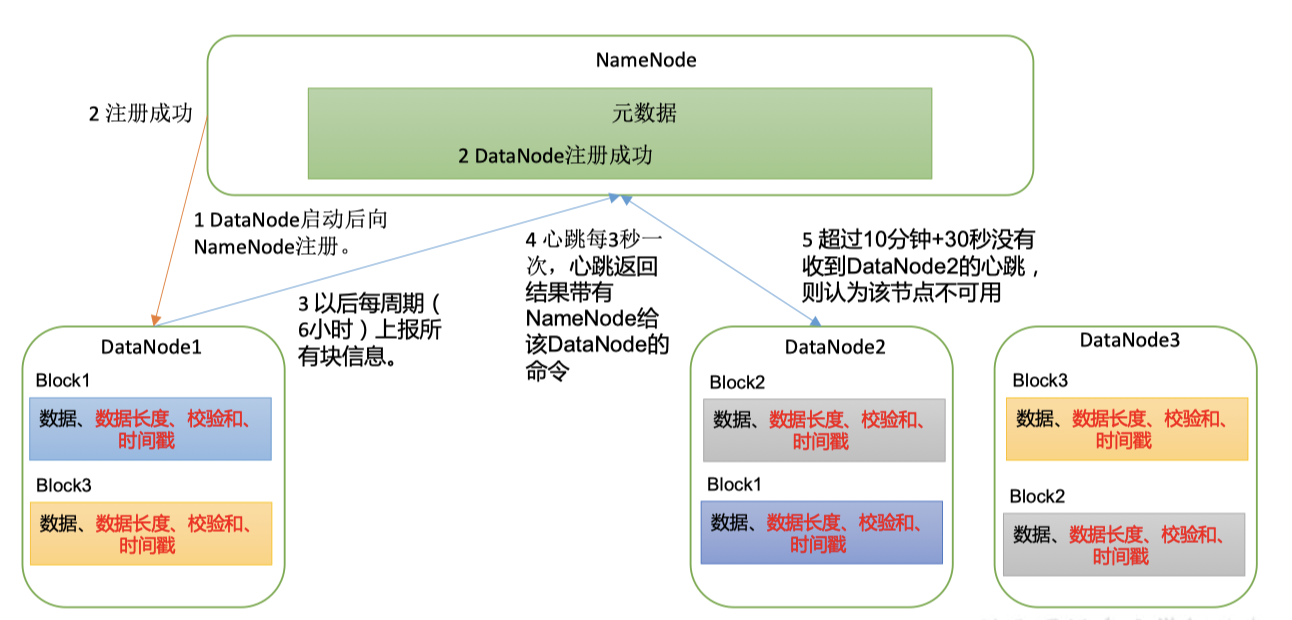 NameNode
元数据
2 DataNode注册成功
2 注册成功
1 DataNode启动后向
NameNode注册。
3 以后每周期（
6小时）上报所
有块信息。
4 心跳每3秒一
次，心跳返回
结果带有
NameNode给
该DataNode的
命令
5 超过10分钟+30秒没有
收到DataNode2的心跳，
则认为该节点不可用
DataNode1
Block1
数据、数据长度、校验和、
时间戳
Block3
数据、数据长度、校验和、
时间戳
DataNode2
Block2
数据、数据长度、校验和、
时间戳
Block1
数据、数据长度、校验和、
时间戳
DataNode3
Block3
数据、数据长度、校验和、
时间戳
Block2
数据、数据长度、校验和、
时间戳